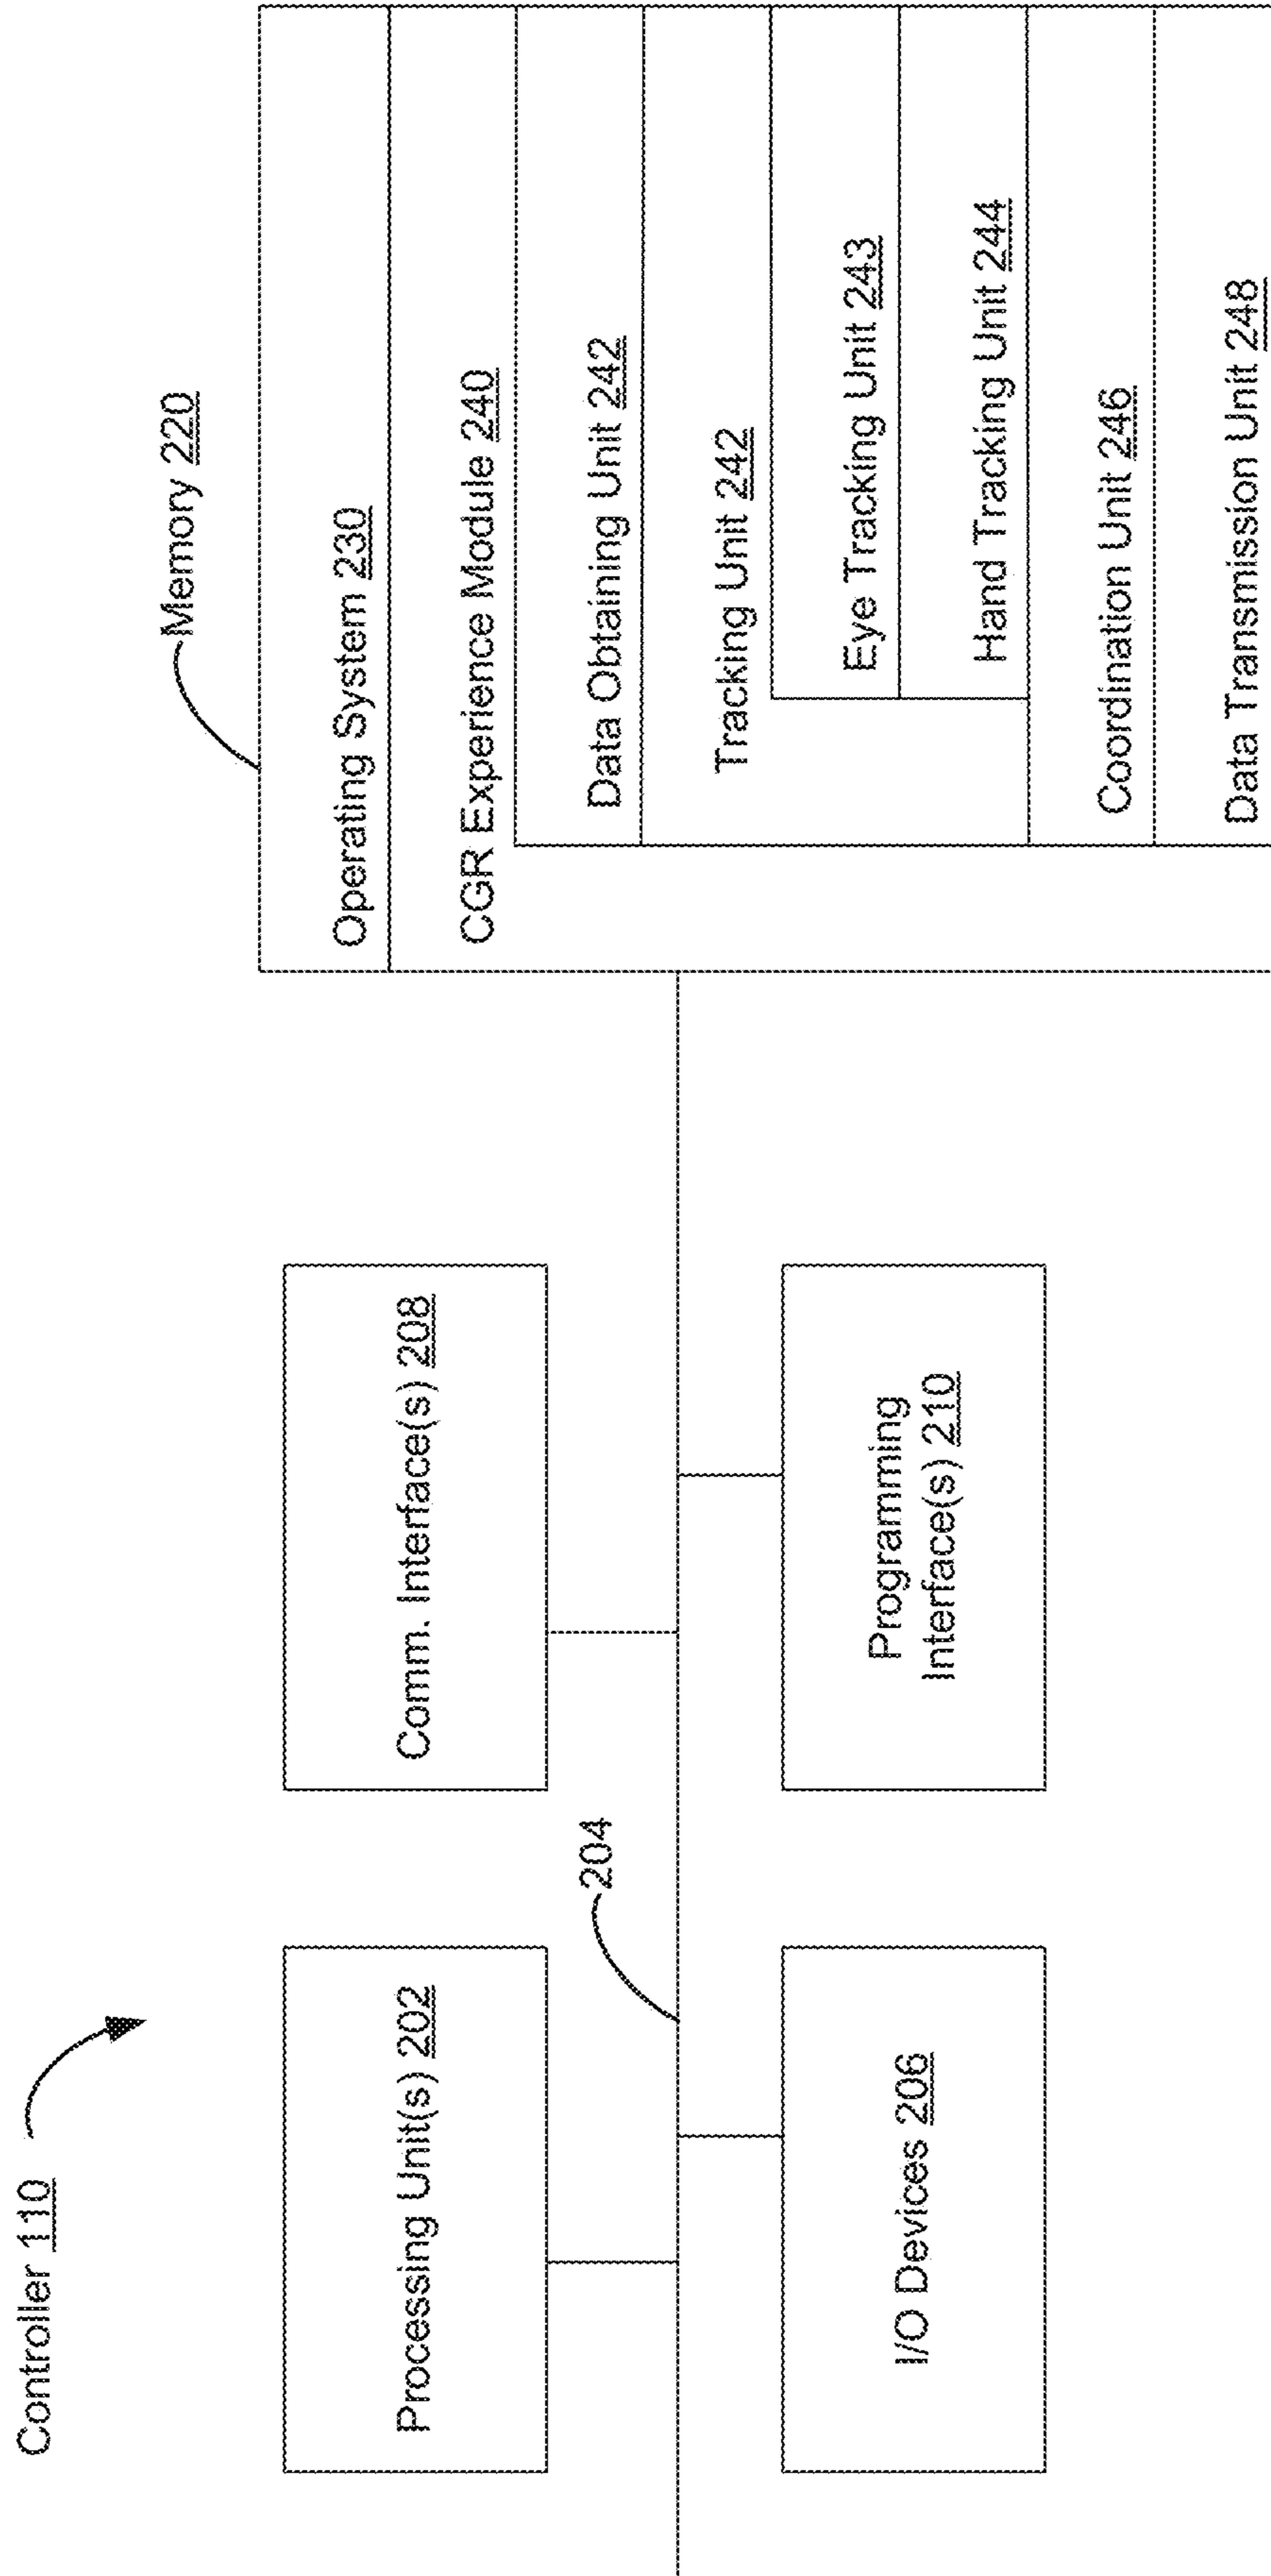 Controller 110
Processing Unit(s) 202
Comm. Interface(s) 208
204
I/O Devices 206
Programming
Interface(s) 210
Memory 220
Operating System 230
CGR Experience Module 240
Data Obtaining Unit 242
Tracking Unit 242
Eye Tracking Unit 243
Hand Tracking Unit 244
Coordination Unit 246
Data Transmission Unit 248